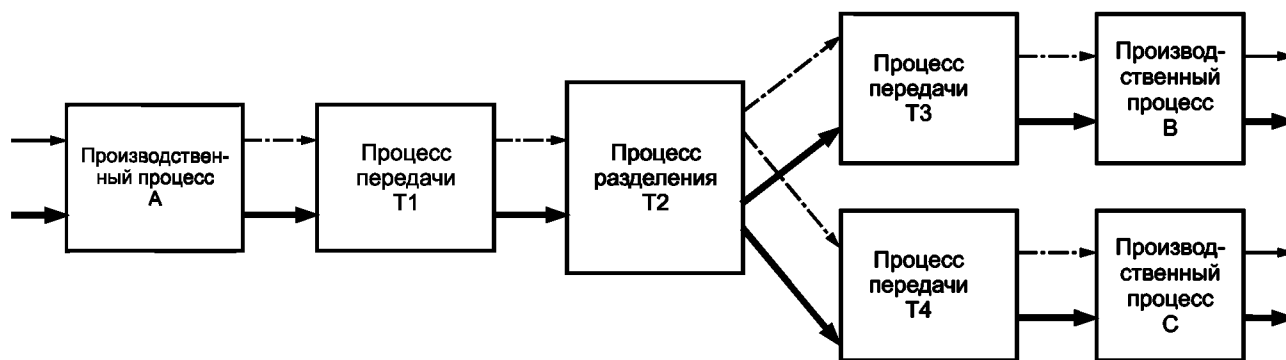 Производствен-
ный процесс
А
Процесс
передачи
Т1
Процесс
разделения
Т2
Процесс
передачи
Т3
Производ-
ственный
процесс
В
Процесс
передачи
Т4
Производ-
ственный
процесс
С